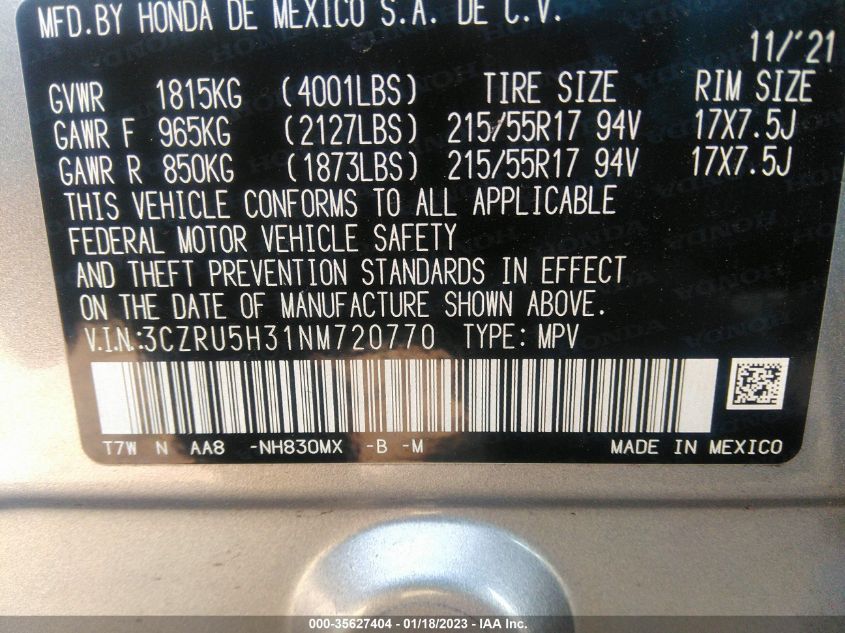 MFD.BY HONDA DE MEXICO S.A. DE C.V.
11/'21
GVWR 1815KG (4001LBS) TIRE SIZE RIM SIZE
GAWR F 965KG (2127LBS) 215/55R17 94V 17X7.5J
GAWR R 850KG (1873LBS) 215/55R17 94V 17X7.5J
THIS VEHICLE CONFORMS TO ALL APPLICABLE
FEDERAL MOTOR VEHICLE SAFETY
AND THEFT PREVENTION STANDARDS IN EFFECT
ON THE DATE OF MANUFACTURE SHOWN ABOVE.
V.I.N.:3CZRU5H31NM720770 TYPE: MPV
T7W N AA8 -NH830MX -B -M MADE IN MEXICO
000-35627404 - 01/18/2023 - IAA Inc.